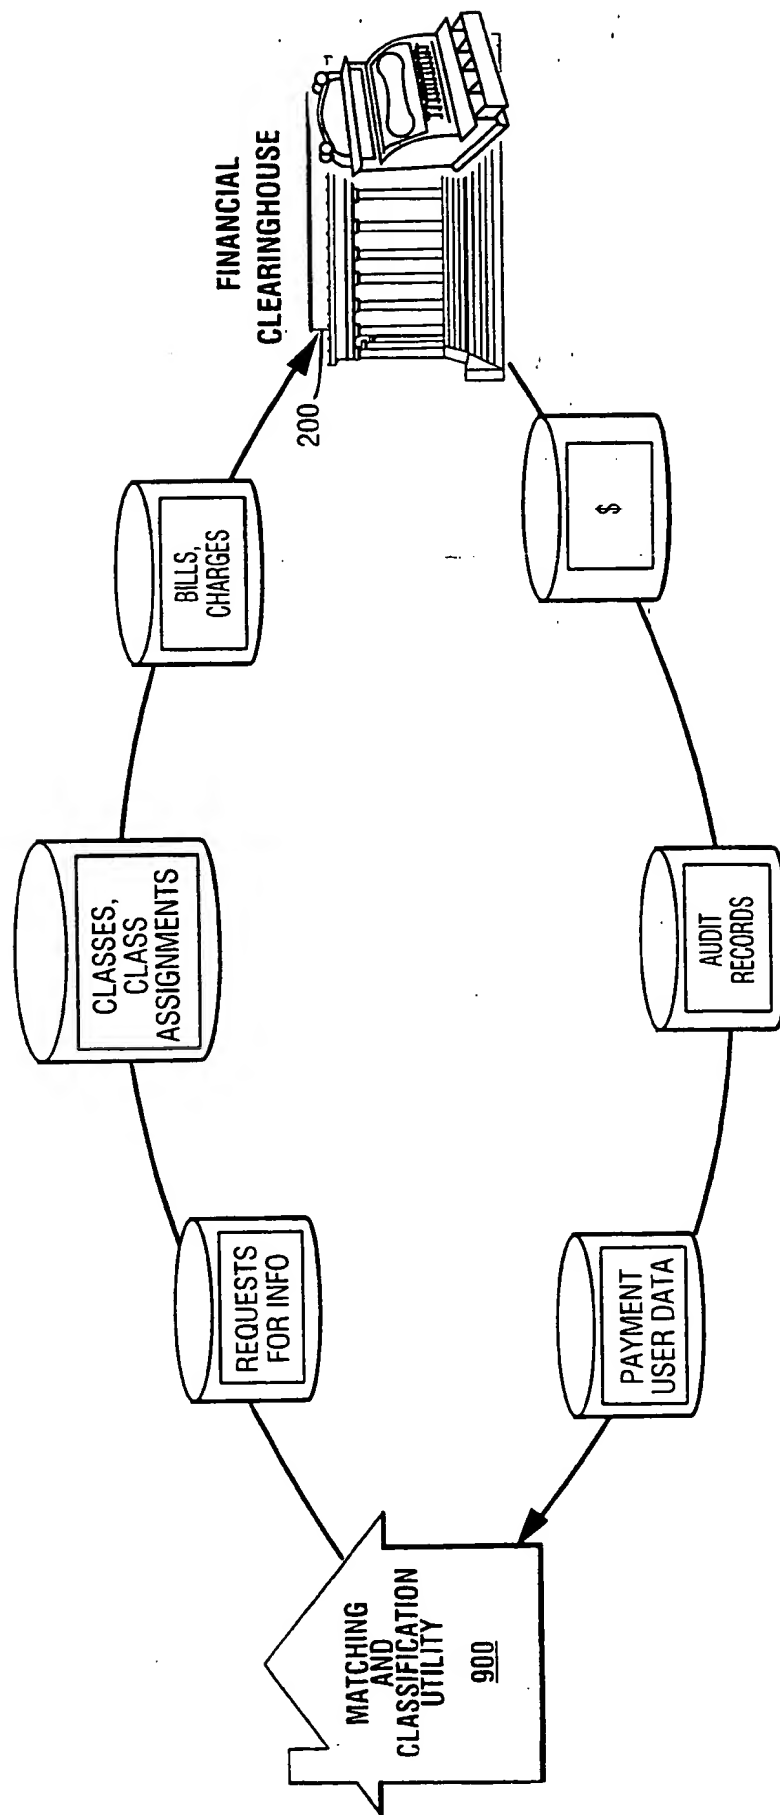 MATCHING
AND
CLASSIFICATION
UTILITY
900
REQUESTS
FOR INFO
CLASSES,
CLASS
ASSIGNMENTS
BILLS,
CHARGES
200
FINANCIAL
CLEARINGHOUSE
$
AUDIT
RECORDS
PAYMENT
USER DATA